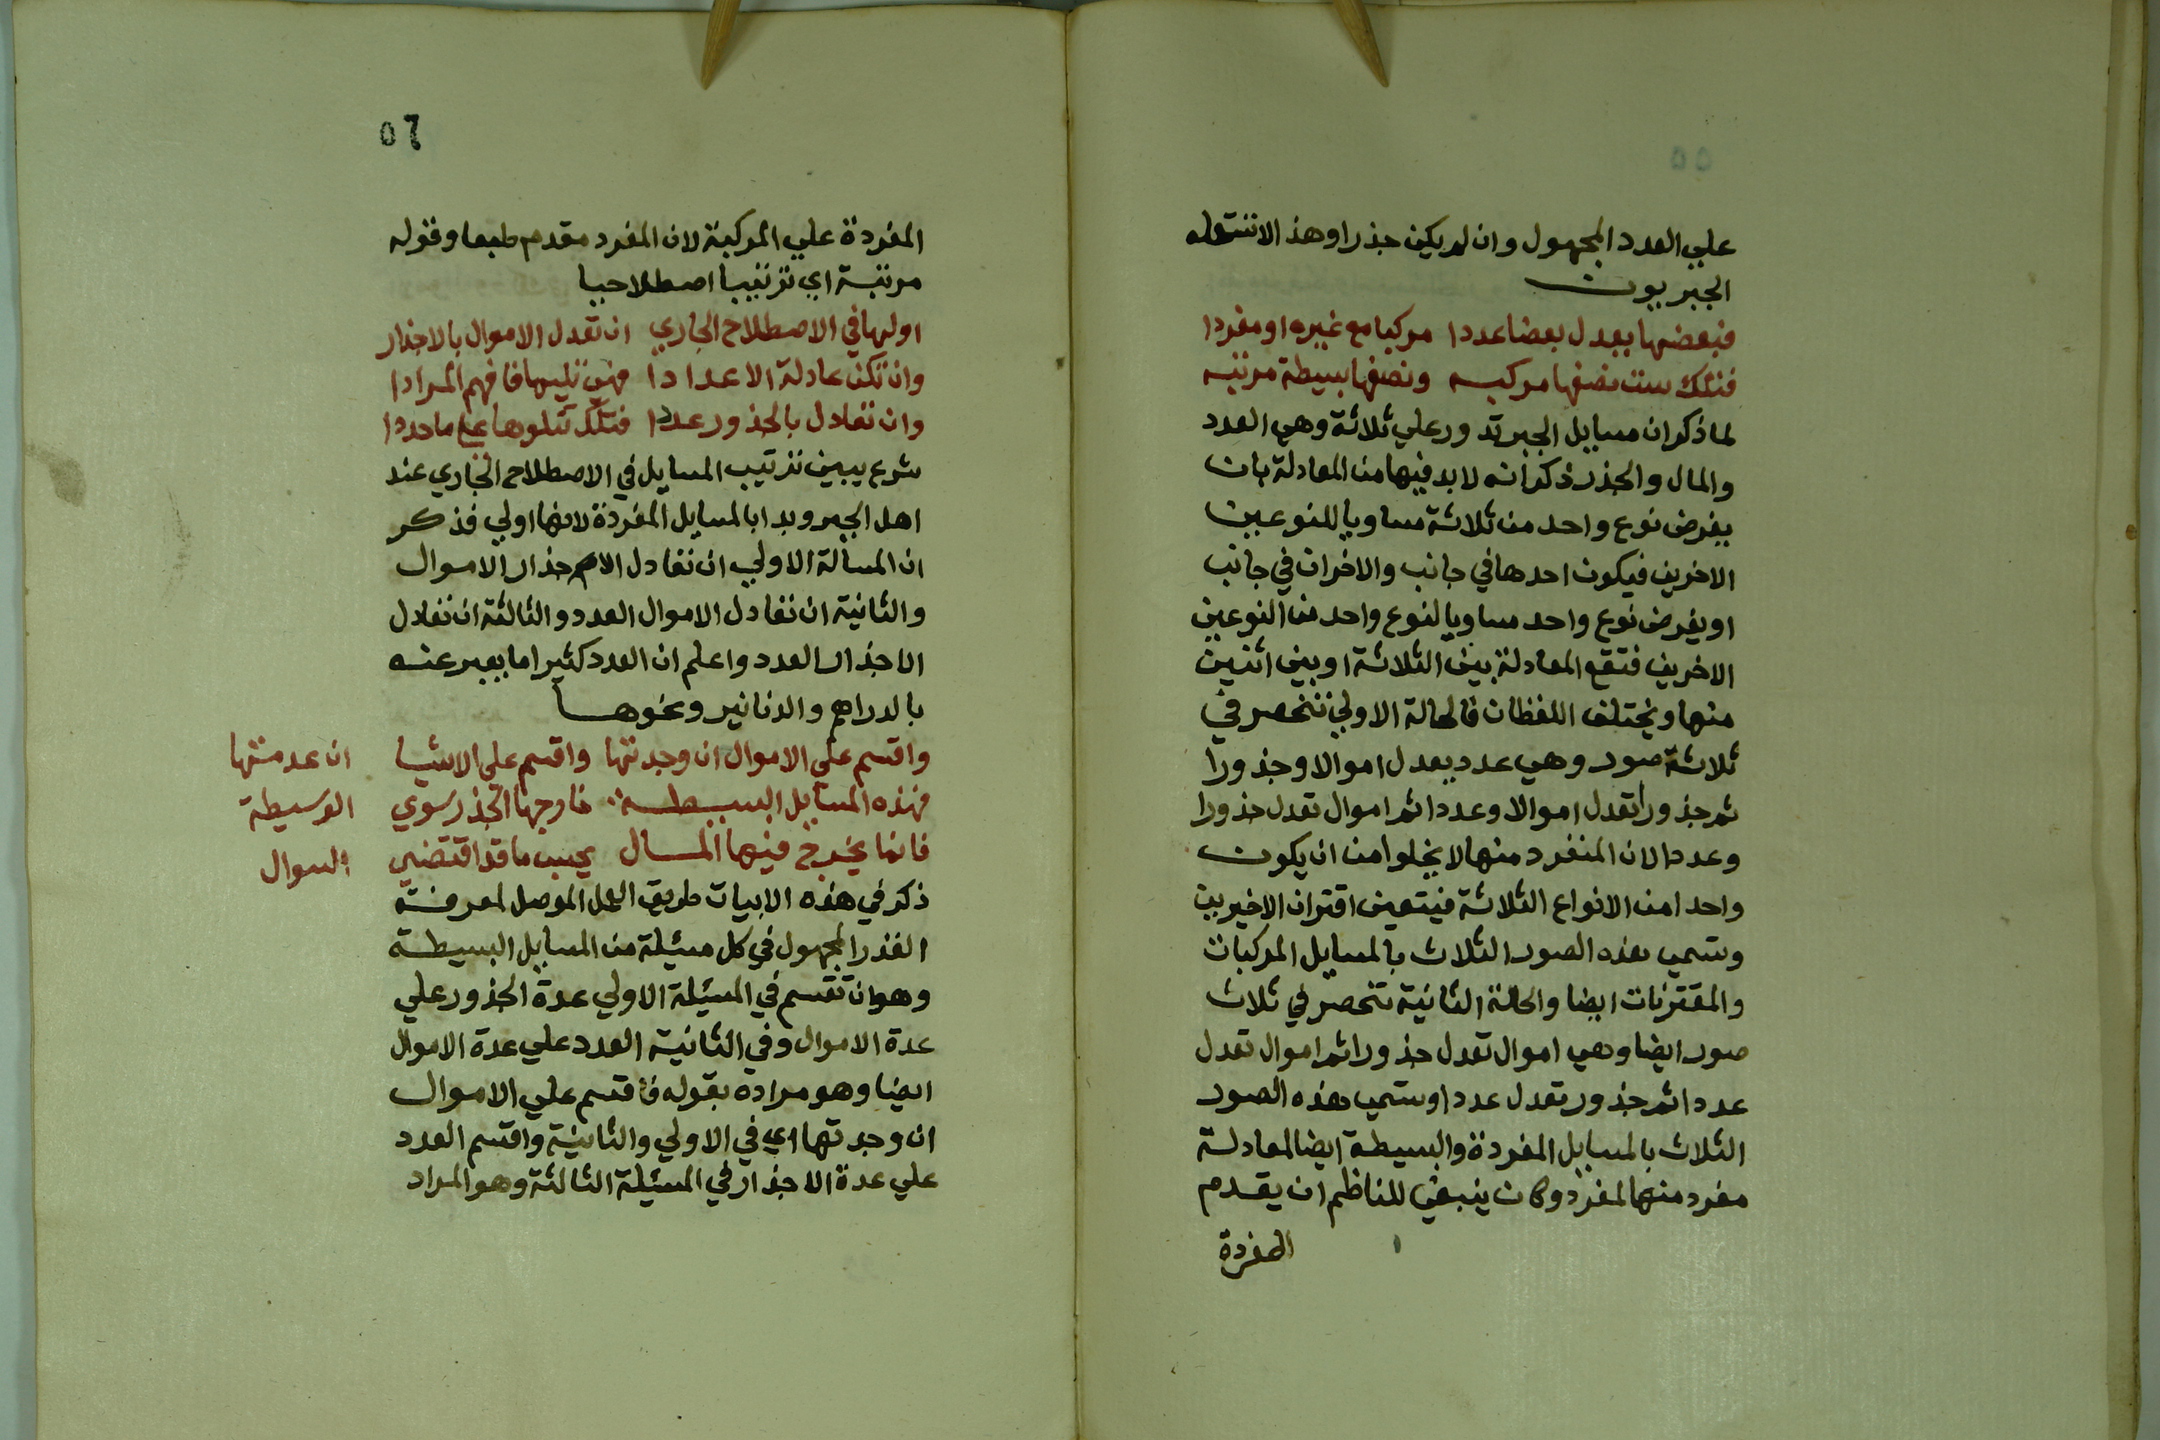 ٥٥
علي العدد المجهول وان لم يكن جذرا وهذا لا تستعمله
الجبريون
فبعضها يعدل بعضا عددا مركبا مع غيره او مفردا
فتلك ست نصفها مركبه ونصفها بسيطة مرتبه
لما ذكر ان مسايل الجبر تدور علي ثلاثة وهي العدد
والمال والجذر ذكر انه لا بد فيها من المعادلة بان
يفرض نوع واحد من ثلاثة مساويا للنوعين
الاخرين فيكون احدها في جانب والاخران في جانب
او يفرض نوع واحد مساويا لنوع واحد من النوعين
الاخرين فتقع المعادلة بين الثلاثة او بين اثنين
منها ويختلف اللفظان فالحالة الاولي تنحصر في
ثلاثة صور وهي عدد يعدل اموالا وجذورا
ثم جذورا تعدل اموالا وعددا ثم اموال تعدل جذورا
وعددا لان المنفرد منها لا يخلوا من ان يكون
واحدا من الانواع الثلاثة فيتعين اقتران الاخيرين
وتسمي هذه الصور الثلاث بالمسايل المركبات
والمقترنات ايضا والحالة الثانية تنحصر في ثلاث
صور ايضا وهي اموال تعدل جذورا ثم اموال تعدل
عددا ثم جذور تعدل عددا وتسمي هذه الصور
الثلاث بالمسايل المفردة والبسيطة ايضا لمعادلة
مفرد منها لمفرد وكان ينبغي للناظم ان يقدم
المفردة
٥٦
المفردة علي المركبة لان المفرد مقدم طبعا وقوله
مرتبة اي ترتيبا اصطلاحيا
اولها في الاصطلاح الجاري ان تعدل الاموال بالاجذار
وان تكن عادلة الاعدادا فهي تليها فافهم المرادا
وان تعادل بالجذور عددا فتلك تتلوها علي ما حددا
شرع يبين ترتيب المسايل في الاصطلاح الجاري عند
اهل الجبر وبدا بالمسايل المفردة لانها اولي فذكر
ان المسالة الاولي ان تعادل الاجذار الاموال
والثانية ان تعادل الاموال العدد والثالثة ان تعادل
الاجذار العدد واعلم ان العدد كثيرا ما يعبر عنه
بالدراهم والدنانير ونحوها
واقسم علي الاموال ان وجدتها واقسم علي الاشيا ان عدمتها
فهذه المسايل البسيطة خارجها الجذر سوي الوسيطة
فانما يخرج فيها المال بحسب ما قد اقتضي السوال
ذكر في هذه الابيات طريق العمل الموصل لمعرفة
القدر المجهول في كل مسئلة من المسايل البسيطة
وهو ان تقسم في المسئلة الاولي عدة الجذور علي
عدة الاموال وفي الثانية العدد علي عدة الاموال
ايضا وهو مراده بقوله فاقسم علي الاموال
ان وجدتها اي في الاولي والثانية واقسم العدد
علي عدة الاجذار في المسئلة الثالثة وهو المراد